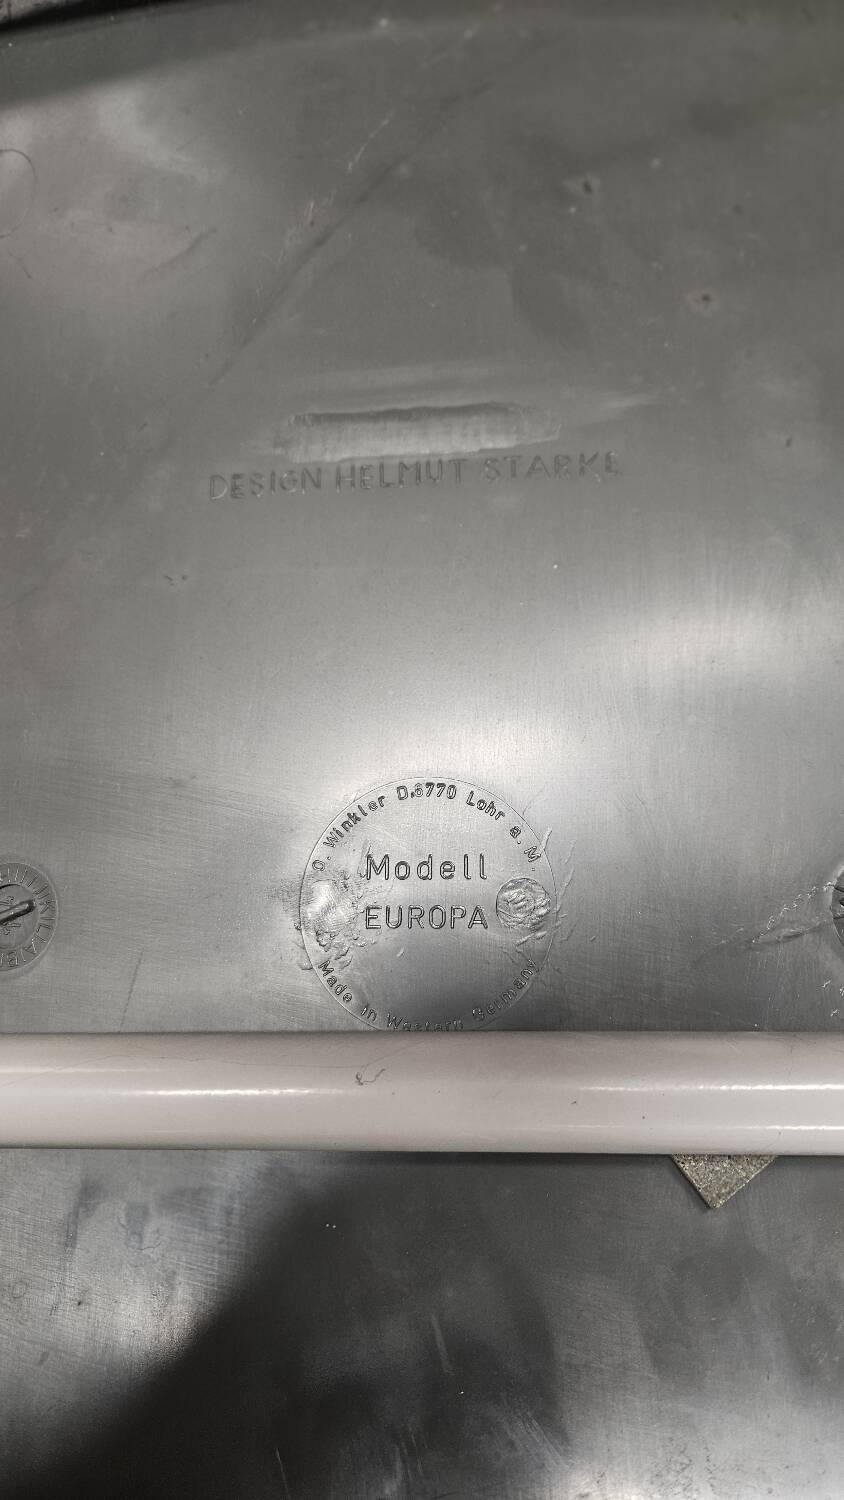 DESIGN HELMUT STARKE
O. Winkler D.8770 Lohr a. M.
Modell
EUROPA
Made in Western Germany